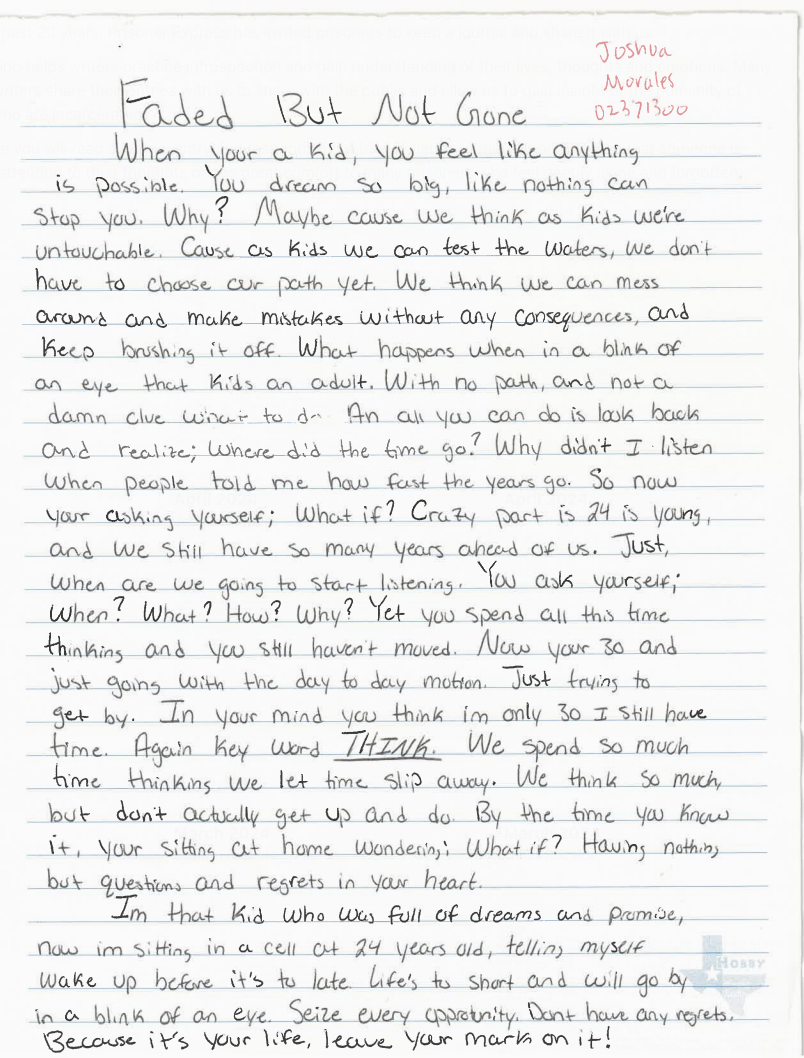 Joshua
Morales
02371300
Faded But Not Gone
When your a kid, you feel like anything
is possible. You dream so big, like nothing can
stop you. Why? Maybe cause we think as kids we're
untouchable. Cause as kids we can test the waters, we don't
have to choose our path yet. We think we can mess
around and make mistakes without any consequences, and
keep brushing it off. What happens when in a blink of
an eye that kids an adult. With no path, and not a
damn clue what to do. An all you can do is look back
and realize; Where did the time go? Why didn't I listen
when people told me how fast the years go. So now
your asking yourself; What if? Crazy part is 24 is young,
and we still have so many years ahead of us. Just,
when are we going to start listening. You ask yourself;
When? What? How? Why? Yet you spend all this time
thinking and you still haven't moved. Now your 30 and
just going with the day to day motion. Just trying to
get by. In your mind you think im only 30 I still have
time. Again key word THINK. We spend so much
time thinking we let time slip away. We think so much,
but don't actually get up and do. By the time you know
it, your sitting at home wondering; What if? Having nothing
but questions and regrets in your heart.
Im that kid who was full of dreams and promise,
now im sitting in a cell at 24 years old, telling myself
wake up before it's to late. Life's to short and will go by
in a blink of an eye. Seize every opprotunity. Dont have any regrets.
Because it's your life, leave your mark on it!
HOBBY